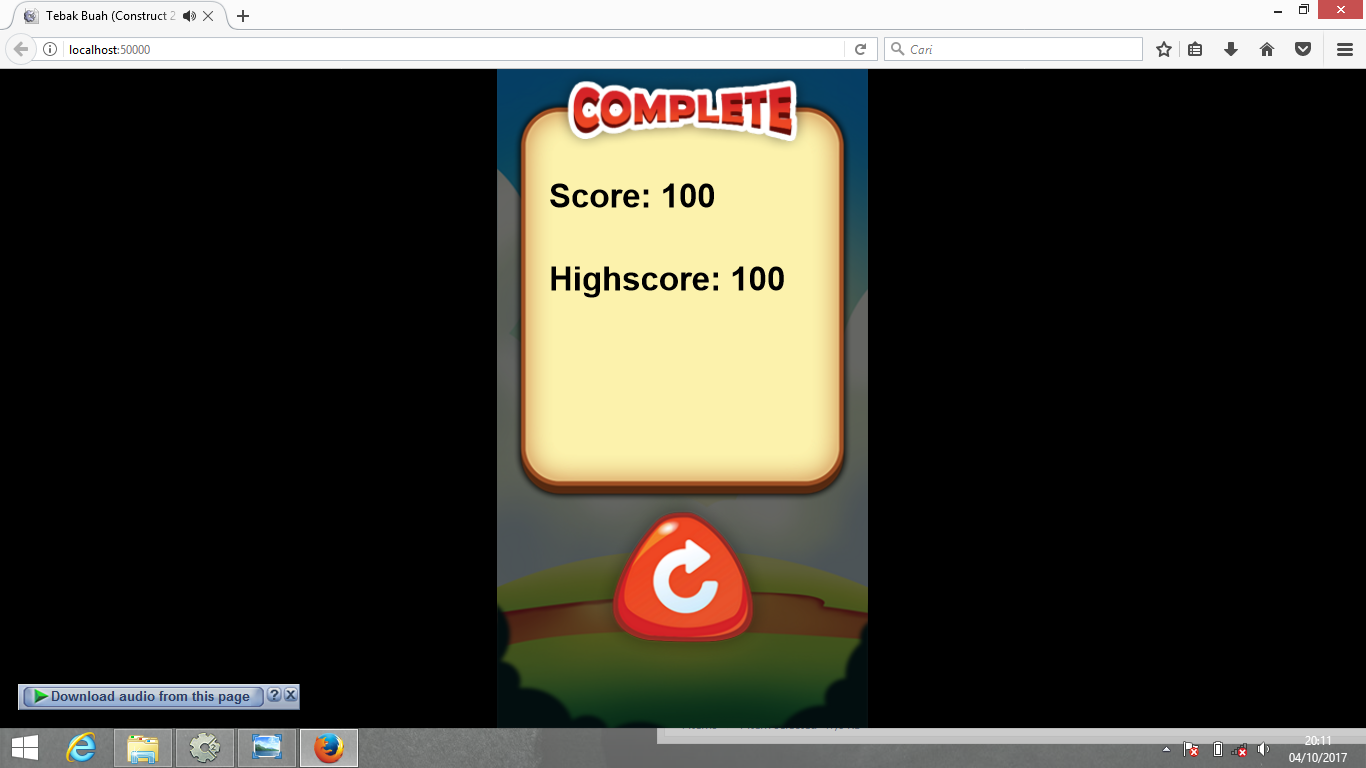 Tebak Buah (Construct 2
localhost:50000
Cari
COMPLETE
Score: 100
Highscore: 100
Download audio from this page
?
X
20:11
04/10/2017